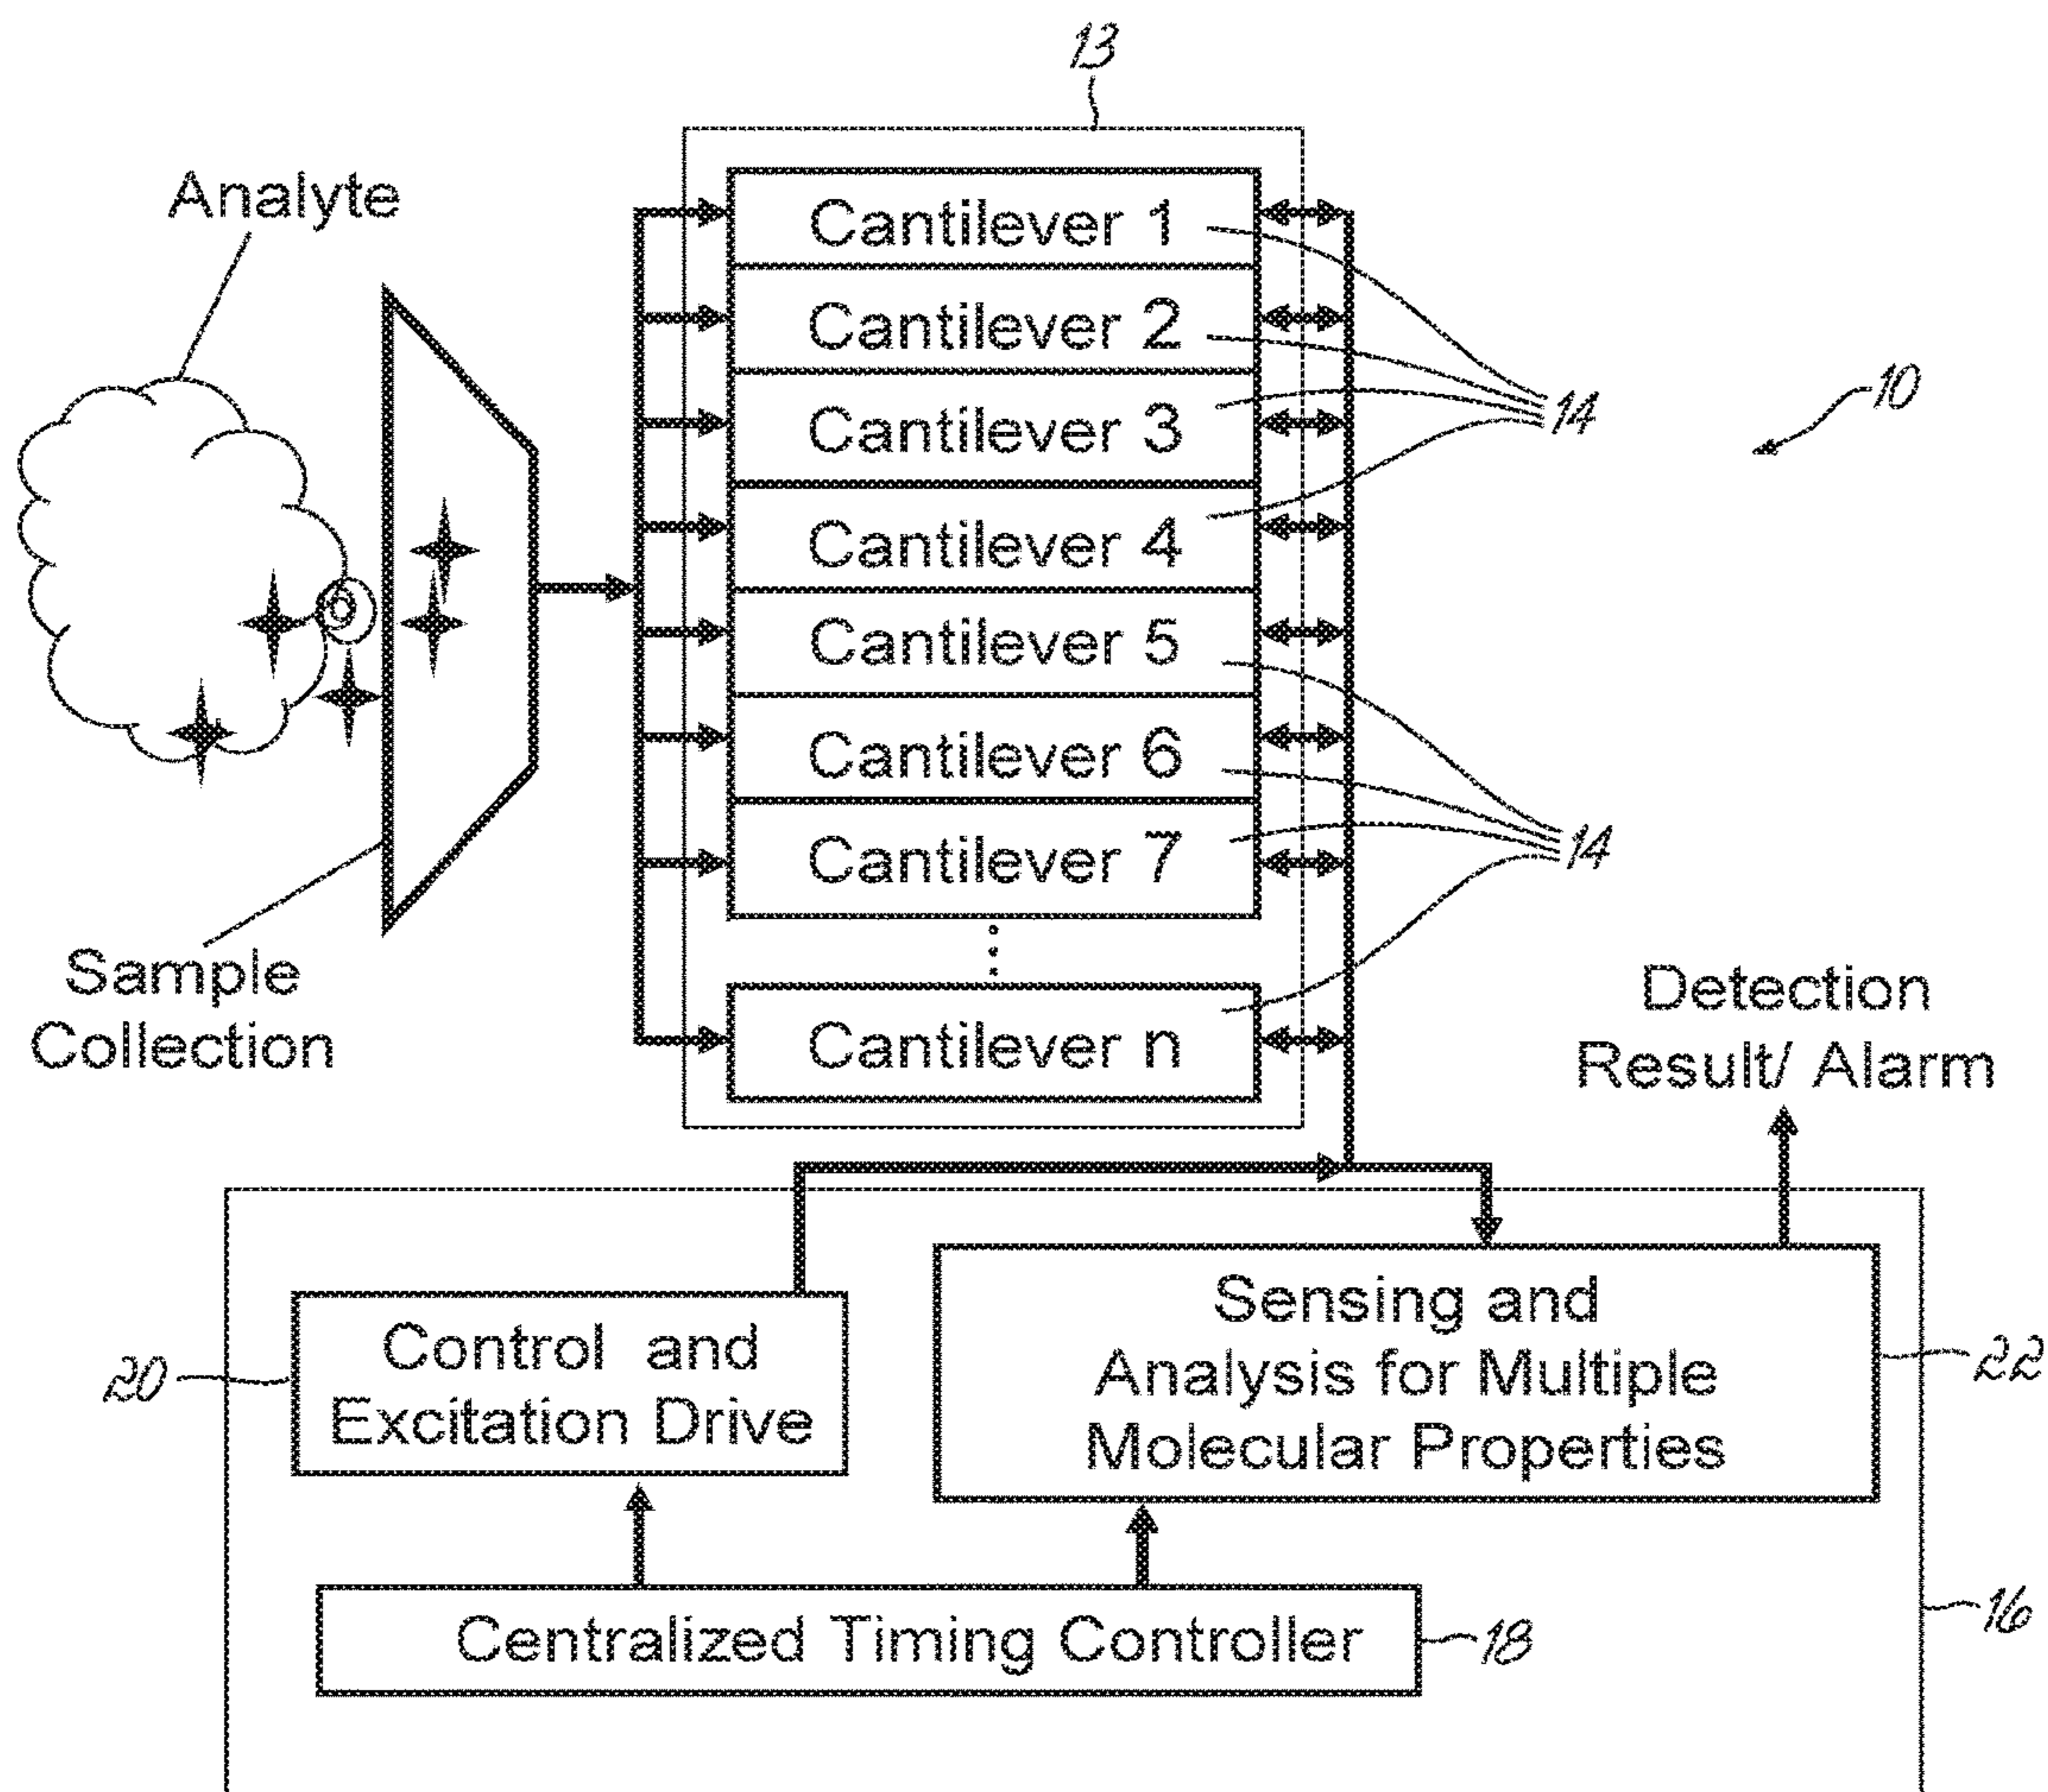 13
Analyte
Cantilever 1
Cantilever 2
Cantilever 3
Cantilever 4
Cantilever 5
Cantilever 6
Cantilever 7
Cantilever n
14
10
14
Sample
Collection
Detection
Result/ Alarm
Control and
Excitation Drive
20
Sensing and
Analysis for Multiple
Molecular Properties
22
Centralized Timing Controller
18
16